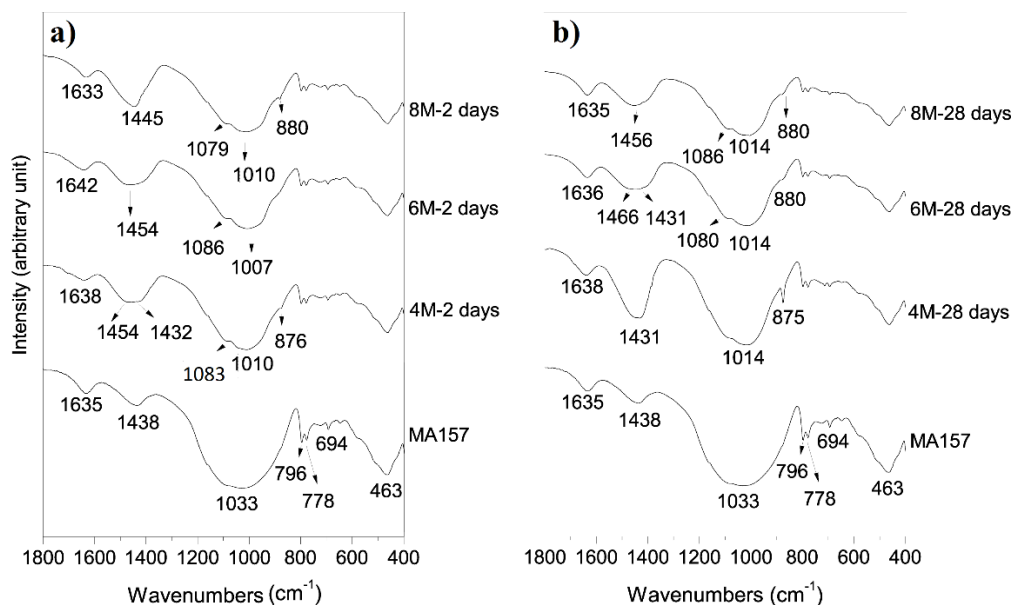 a)
1633
1445
1079
1010
880
8M-2 days
1642
1454
1086
1007
6M-2 days
1638
1454
1432
1083
1010
876
4M-2 days
1635
1438
1033
796
778
694
463
MA157
Intensity (arbitrary unit)
1800 1600 1400 1200 1000 800 600 400
Wavenumbers (cm⁻¹)
b)
1635
1456
1086
1014
880
8M-28 days
1636
1466
1431
1080
1014
880
6M-28 days
1638
1431
1014
875
4M-28 days
1635
1438
1033
796
778
694
463
MA157
1800 1600 1400 1200 1000 800 600 400
Wavenumbers (cm⁻¹)